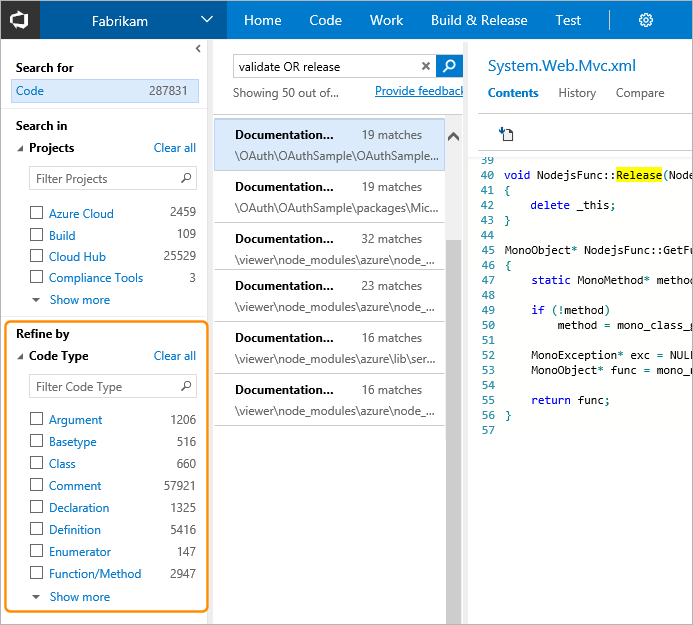 Fabrikam
Home Code Work Build & Release Test
Search for
Code 287831
Search in
Projects Clear all
Filter Projects
Azure Cloud 2459
Build 109
Cloud Hub 25529
Compliance Tools 3
Show more
Refine by
Code Type Clear all
Filter Code Type
Argument 1206
Basetype 516
Class 660
Comment 57921
Declaration 1325
Definition 5416
Enumerator 147
Function/Method 2947
Show more
validate OR release
Showing 50 out of... Provide feedback
Documentation... 19 matches
\OAuth\OAuthSample\OAuthSample...
Documentation... 19 matches
\OAuth\OAuthSample\packages\Mic...
Documentation... 32 matches
\viewer\node_modules\azure\node_...
Documentation... 23 matches
\viewer\node_modules\azure\node_...
Documentation... 16 matches
\viewer\node_modules\azure\lib\ser...
Documentation... 16 matches
\viewer\node_modules\azure\node_...
System.Web.Mvc.xml
Contents History Compare
39
40 void NodejsFunc::Release(Node
41 {
42 delete _this;
43 }
44
45 MonoObject* NodejsFunc::GetFu
46 {
47 static MonoMethod* method
48
49 if (!method)
50 method = mono_class_g
51
52 MonoException* exc = NULL
53 MonoObject* func = mono_
54
55 return func;
56 }
57